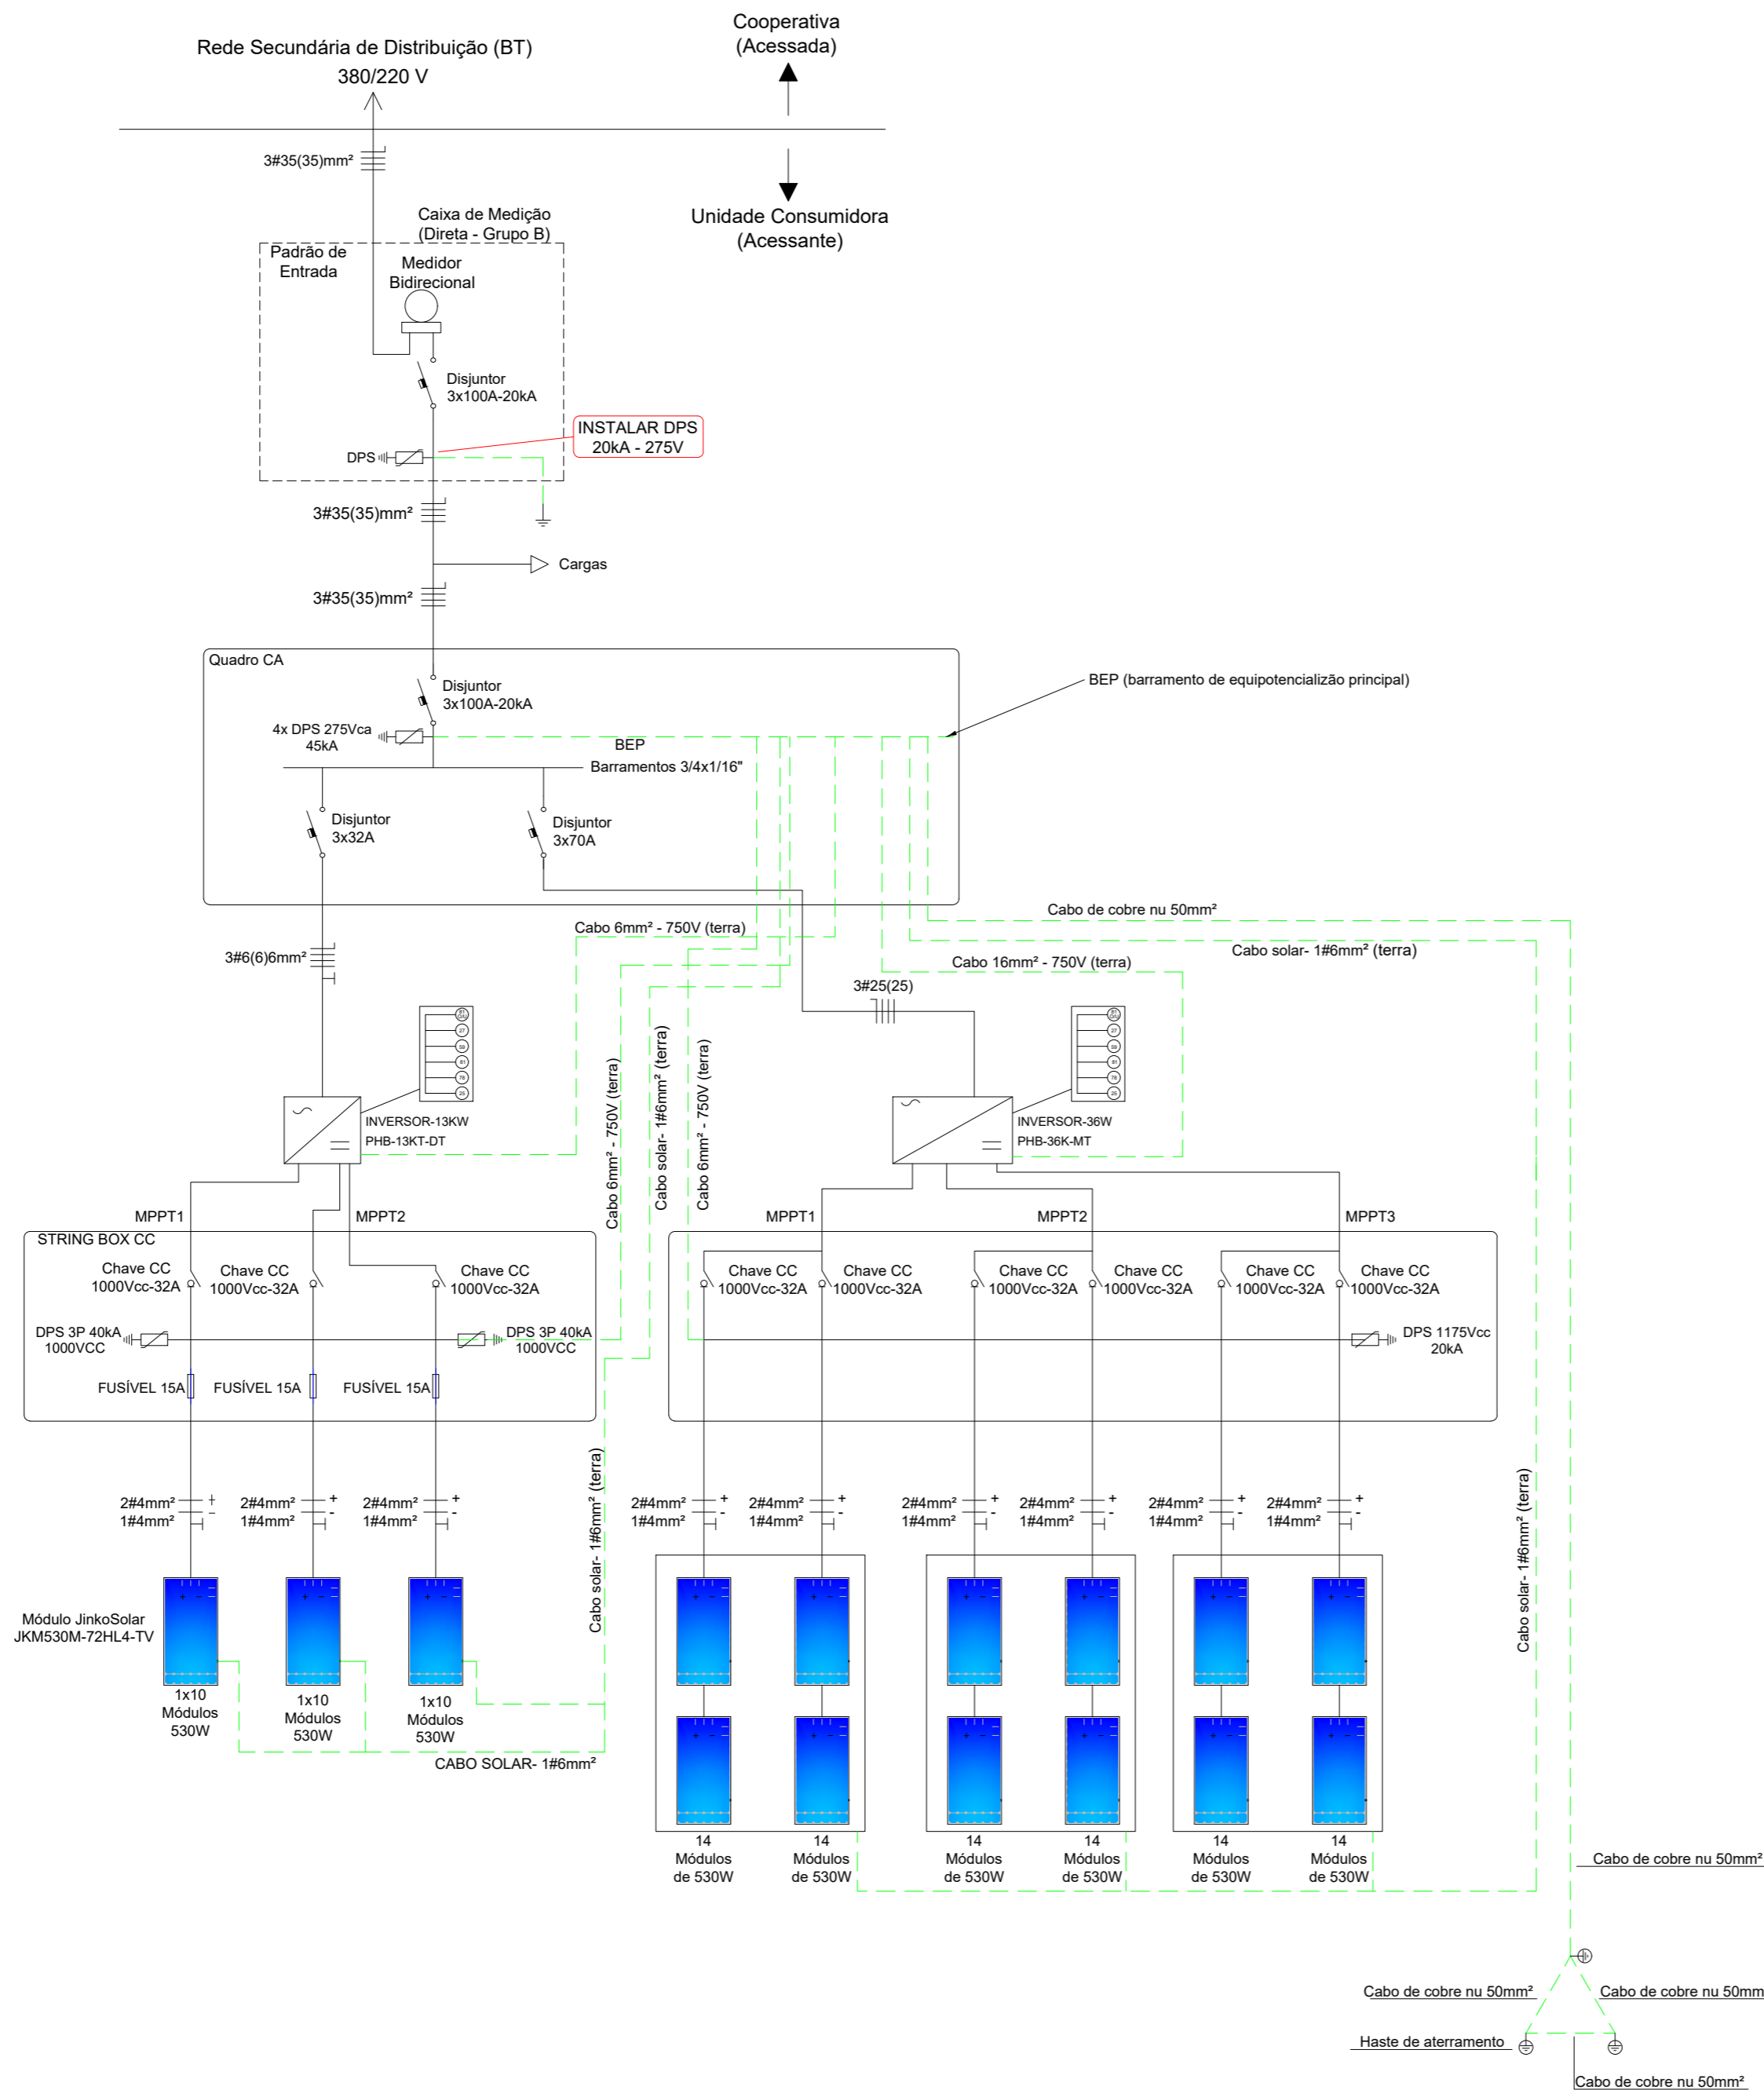 Cooperativa
(Acessada)
Rede Secundária de Distribuição (BT)
380/220 V
3#35(35)mm²
Unidade Consumidora
(Acessante)
Caixa de Medição
(Direta - Grupo B)
Padrão de
Entrada
Medidor
Bidirecional
Disjuntor
3x100A-20kA
INSTALAR DPS
20kA - 275V
DPS
3#35(35)mm²
Cargas
3#35(35)mm²
Quadro CA
Disjuntor
3x100A-20kA
BEP (barramento de equipotencializão principal)
4x DPS 275Vca
45kA
BEP
Barramentos 3/4x1/16"
Disjuntor
3x32A
Disjuntor
3x70A
Cabo de cobre nu 50mm²
Cabo 6mm² - 750V (terra)
Cabo solar- 1#6mm² (terra)
3#6(6)6mm²
Cabo 16mm² - 750V (terra)
3#25(25)
27
59
81
78
25
27
59
81
78
25
Cabo 6mm² - 750V (terra)
Cabo solar- 1#6mm² (terra)
Cabo 6mm² - 750V (terra)
INVERSOR-13KW
PHB-13KT-DT
INVERSOR-36W
PHB-36K-MT
MPPT1
MPPT2
MPPT1
MPPT2
MPPT3
STRING BOX CC
Chave CC
1000Vcc-32A
Chave CC
1000Vcc-32A
Chave CC
1000Vcc-32A
Chave CC
1000Vcc-32A
Chave CC
1000Vcc-32A
Chave CC
1000Vcc-32A
Chave CC
1000Vcc-32A
Chave CC
1000Vcc-32A
Chave CC
1000Vcc-32A
DPS 3P 40kA
1000VCC
DPS 3P 40kA
1000VCC
DPS 1175Vcc
20kA
FUSÍVEL 15A
FUSÍVEL 15A
FUSÍVEL 15A
Cabo solar- 1#6mm² (terra)
Cabo solar- 1#6mm² (terra)
2#4mm² +
1#4mm² -
2#4mm² +
1#4mm² -
2#4mm² +
1#4mm² -
2#4mm² +
1#4mm² -
2#4mm² +
1#4mm² -
2#4mm² +
1#4mm² -
2#4mm² +
1#4mm² -
2#4mm² +
1#4mm² -
2#4mm² +
1#4mm² -
Módulo JinkoSolar
JKM530M-72HL4-TV
1x10
Módulos
530W
1x10
Módulos
530W
1x10
Módulos
530W
CABO SOLAR- 1#6mm²
14
Módulos
de 530W
14
Módulos
de 530W
14
Módulos
de 530W
14
Módulos
de 530W
14
Módulos
de 530W
14
Módulos
de 530W
Cabo de cobre nu 50mm²
Cabo de cobre nu 50mm²
Cabo de cobre nu 50mm
Haste de aterramento
Cabo de cobre nu 50mm²